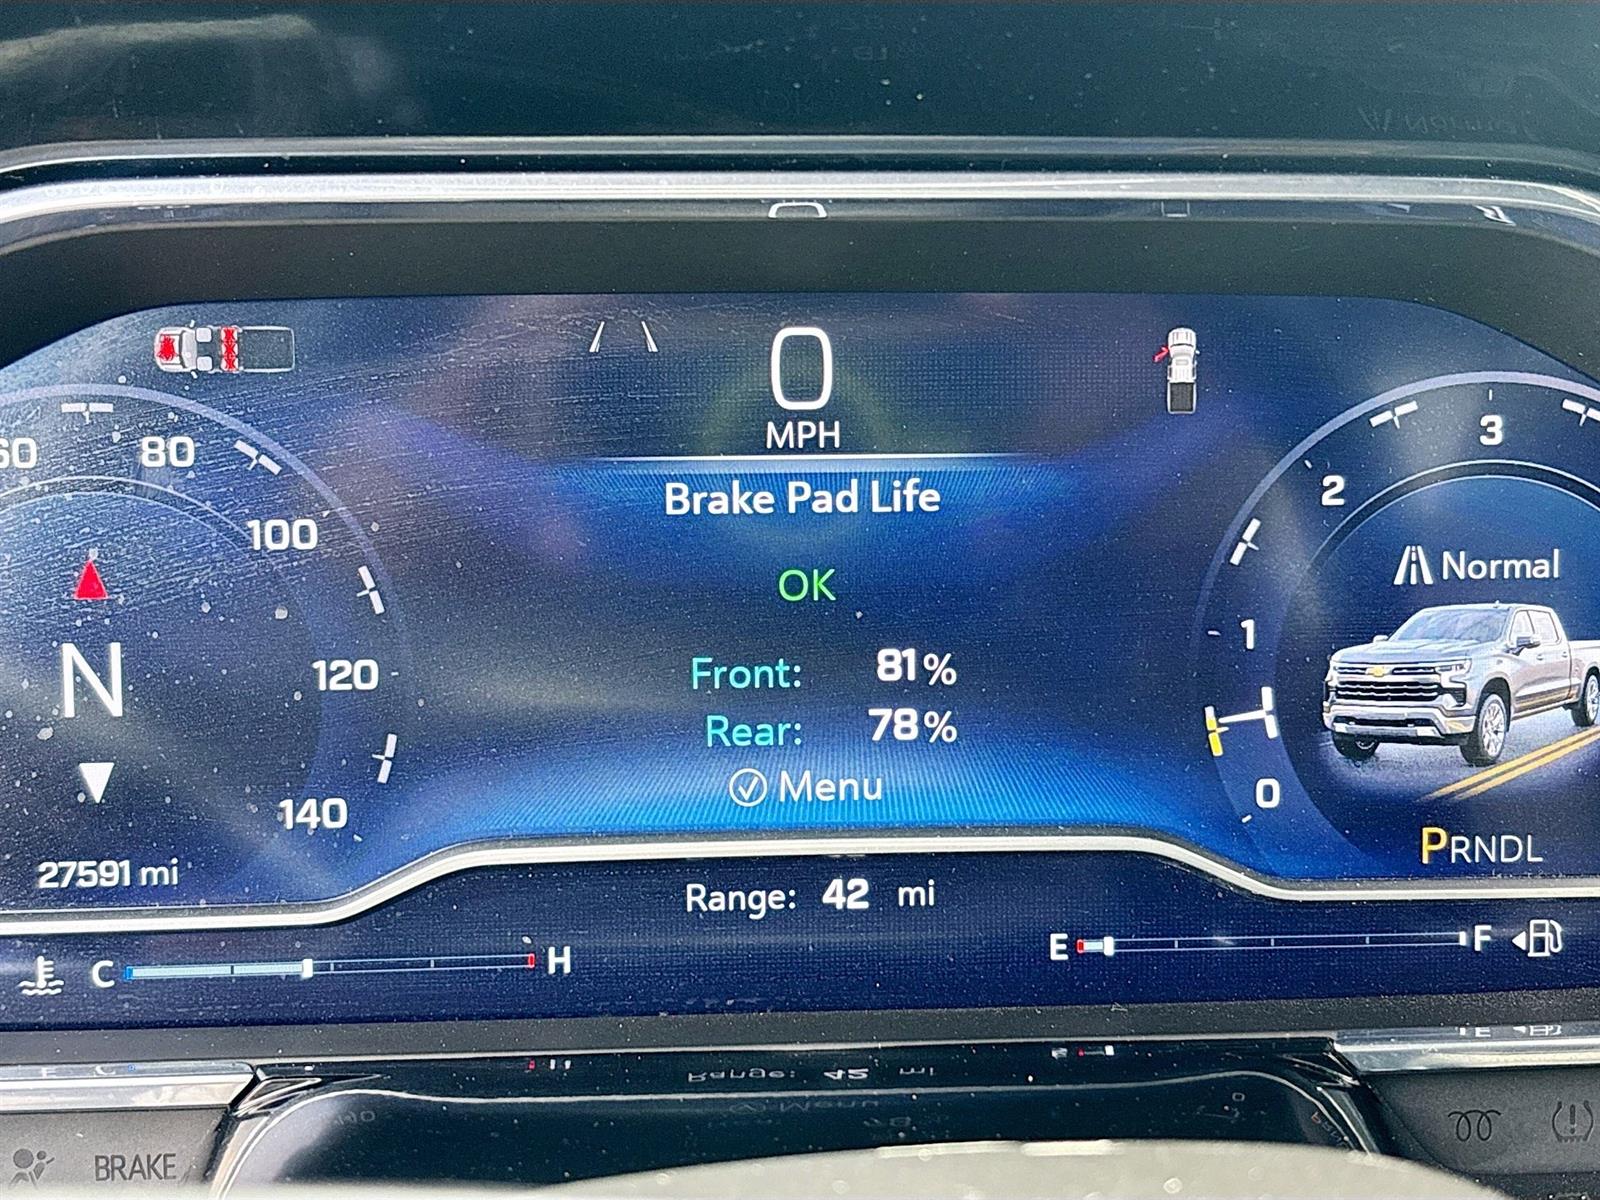 0
MPH
Brake Pad Life
OK
Front: 81%
Rear: 78%
Menu
60
80
100
120
140
N
27591 mi
3
2
1
0
Normal
PRNDL
Range: 42 mi
C H
E F
BRAKE